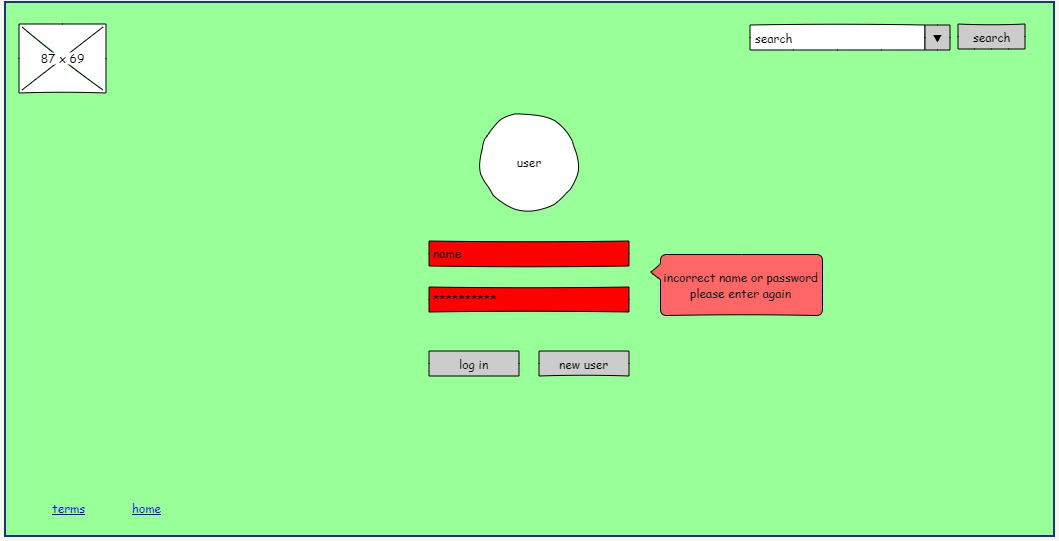 87 x 69
search
search
user
name
**********
incorrect name or password
please enter again
log in
new user
terms
home